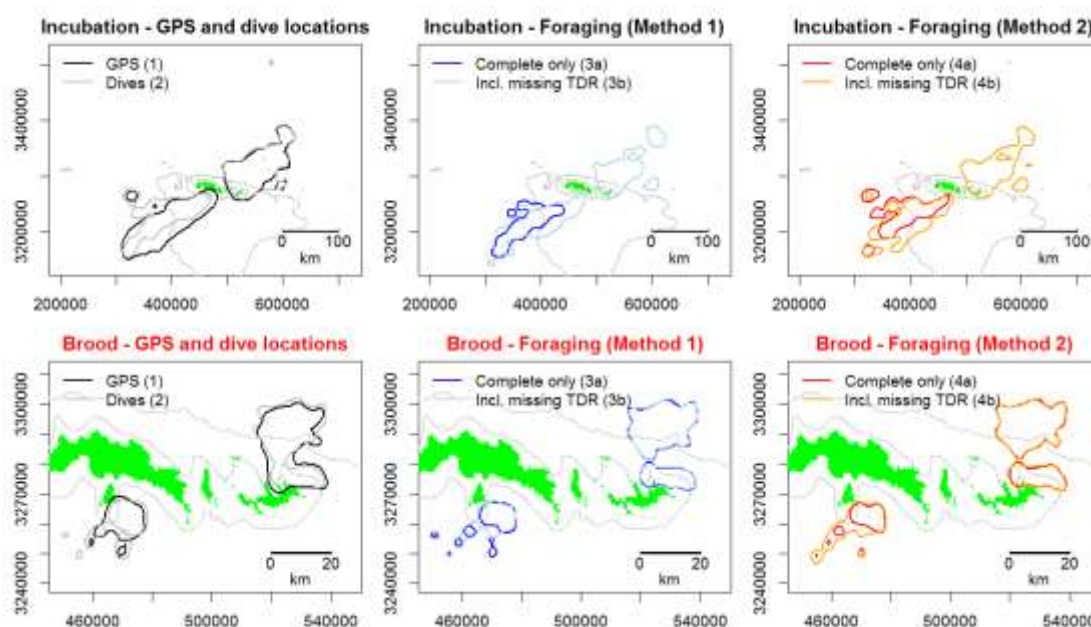 Incubation - GPS and dive locations
GPS (1)
Dives (2)
3400000
3200000
0 100
km
200000 400000 600000
Incubation - Foraging (Method 1)
Complete only (3a)
Incl. missing TDR (3b)
0 100
km
200000 400000 600000
Incubation - Foraging (Method 2)
Complete only (4a)
Incl. missing TDR (4b)
3400000
3200000
0 100
km
200000 400000 600000
Brood - GPS and dive locations
GPS (1)
Dives (2)
3300000
3270000
3240000
0 20
km
460000 500000 540000
Brood - Foraging (Method 1)
Complete only (3a)
Incl. missing TDR (3b)
3300000
3270000
3240000
0 20
km
460000 500000 540000
Brood - Foraging (Method 2)
Complete only (4a)
Incl. missing TDR (4b)
3300000
3270000
3240000
0 20
km
460000 500000 540000